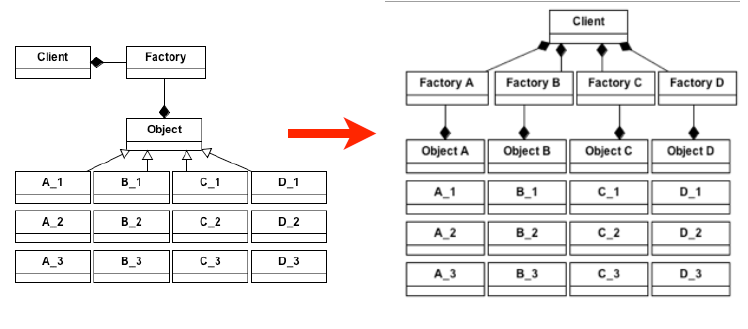 Client
Factory
Object
A_1
B_1
C_1
D_1
A_2
B_2
C_2
D_2
A_3
B_3
C_3
D_3
Client
Factory A
Factory B
Factory C
Factory D
Object A
Object B
Object C
Object D
A_1
B_1
C_1
D_1
A_2
B_2
C_2
D_2
A_3
B_3
C_3
D_3